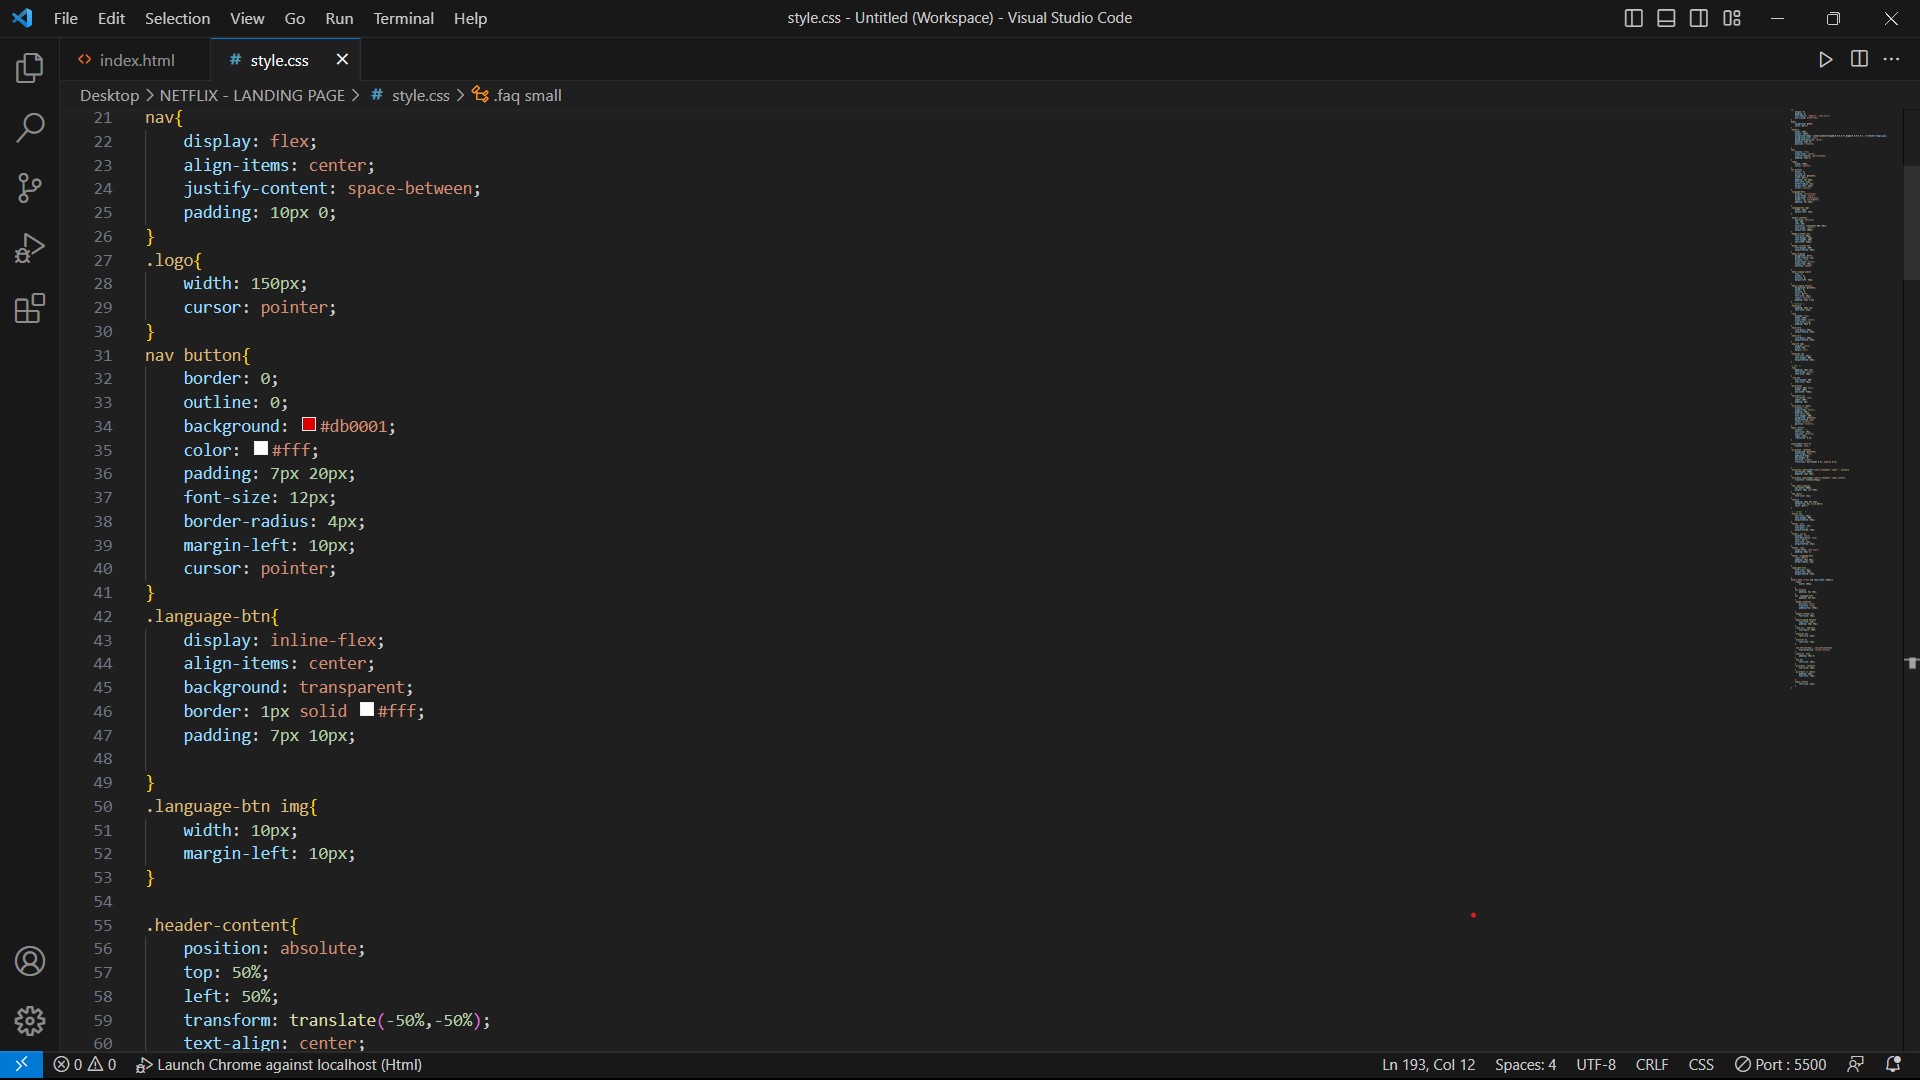 File Edit Selection View Go Run Terminal Help
style.css - Untitled (Workspace) - Visual Studio Code
index.html
# style.css
Desktop > NETFLIX - LANDING PAGE > # style.css > .faq small
21 nav{
22 display: flex;
23 align-items: center;
24 justify-content: space-between;
25 padding: 10px 0;
26 }
27 .logo{
28 width: 150px;
29 cursor: pointer;
30 }
31 nav button{
32 border: 0;
33 outline: 0;
34 background: #db0001;
35 color: #fff;
36 padding: 7px 20px;
37 font-size: 12px;
38 border-radius: 4px;
39 margin-left: 10px;
40 cursor: pointer;
41 }
42 .language-btn{
43 display: inline-flex;
44 align-items: center;
45 background: transparent;
46 border: 1px solid #fff;
47 padding: 7px 10px;
48
49 }
50 .language-btn img{
51 width: 10px;
52 margin-left: 10px;
53 }
54
55 .header-content{
56 position: absolute;
57 top: 50%;
58 left: 50%;
59 transform: translate(-50%,-50%);
60 text-align: center;
0 0 Launch Chrome against localhost (Html)
Ln 193, Col 12 Spaces: 4 UTF-8 CRLF CSS Port : 5500